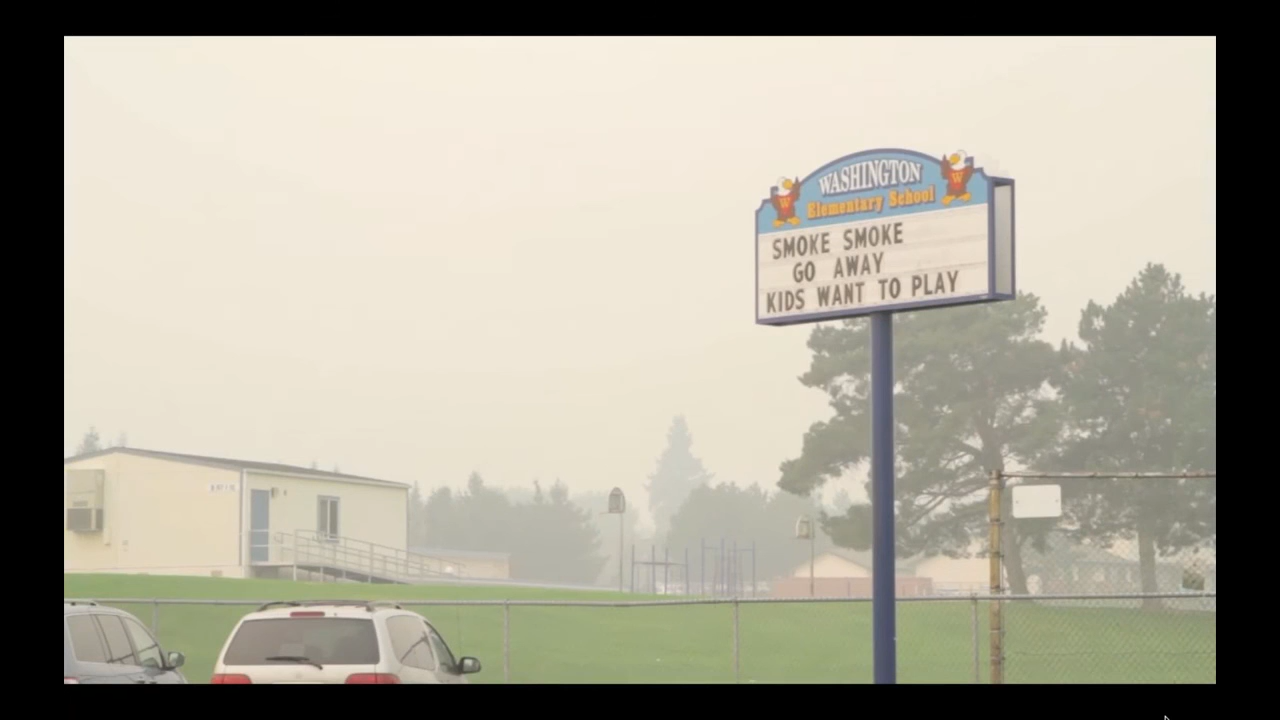 WASHINGTON
Elementary School
SMOKE SMOKE
GO AWAY
KIDS WANT TO PLAY
W
W